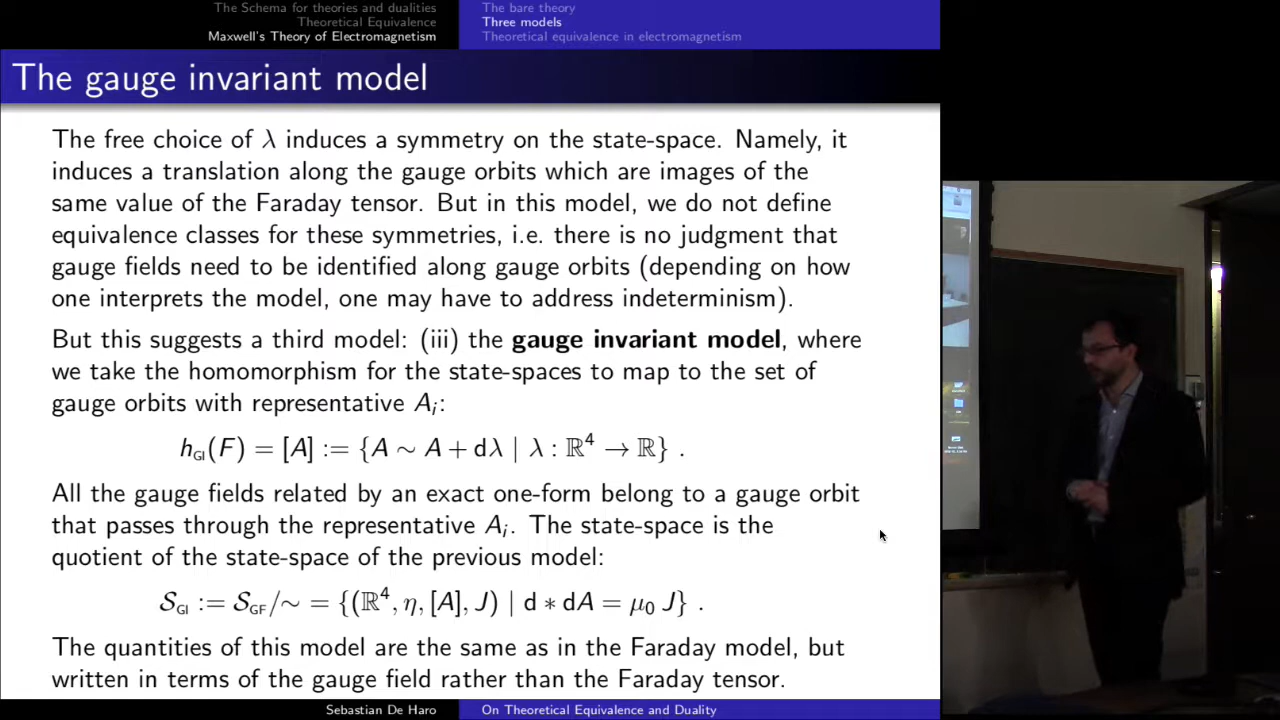 The Schema for theories and dualities
Theoretical Equivalence
Maxwell's Theory of Electromagnetism
The bare theory
Three models
Theoretical equivalence in electromagnetism
The gauge invariant model
The free choice of λ induces a symmetry on the state-space. Namely, it
induces a translation along the gauge orbits which are images of the
same value of the Faraday tensor. But in this model, we do not define
equivalence classes for these symmetries, i.e. there is no judgment that
gauge fields need to be identified along gauge orbits (depending on how
one interprets the model, one may have to address indeterminism).
But this suggests a third model: (iii) the gauge invariant model, where
we take the homomorphism for the state-spaces to map to the set of
gauge orbits with representative Aᵢ:
h_GI(F) = [A] := {A ∼ A + dλ | λ : ℝ⁴ → ℝ} .
All the gauge fields related by an exact one-form belong to a gauge orbit
that passes through the representative Aᵢ. The state-space is the
quotient of the state-space of the previous model:
𝒮_GI := 𝒮_GF/∼ = {(ℝ⁴, η, [A], J) | d ∗ dA = μ₀ J} .
The quantities of this model are the same as in the Faraday model, but
written in terms of the gauge field rather than the Faraday tensor.
Sebastian De Haro
On Theoretical Equivalence and Duality